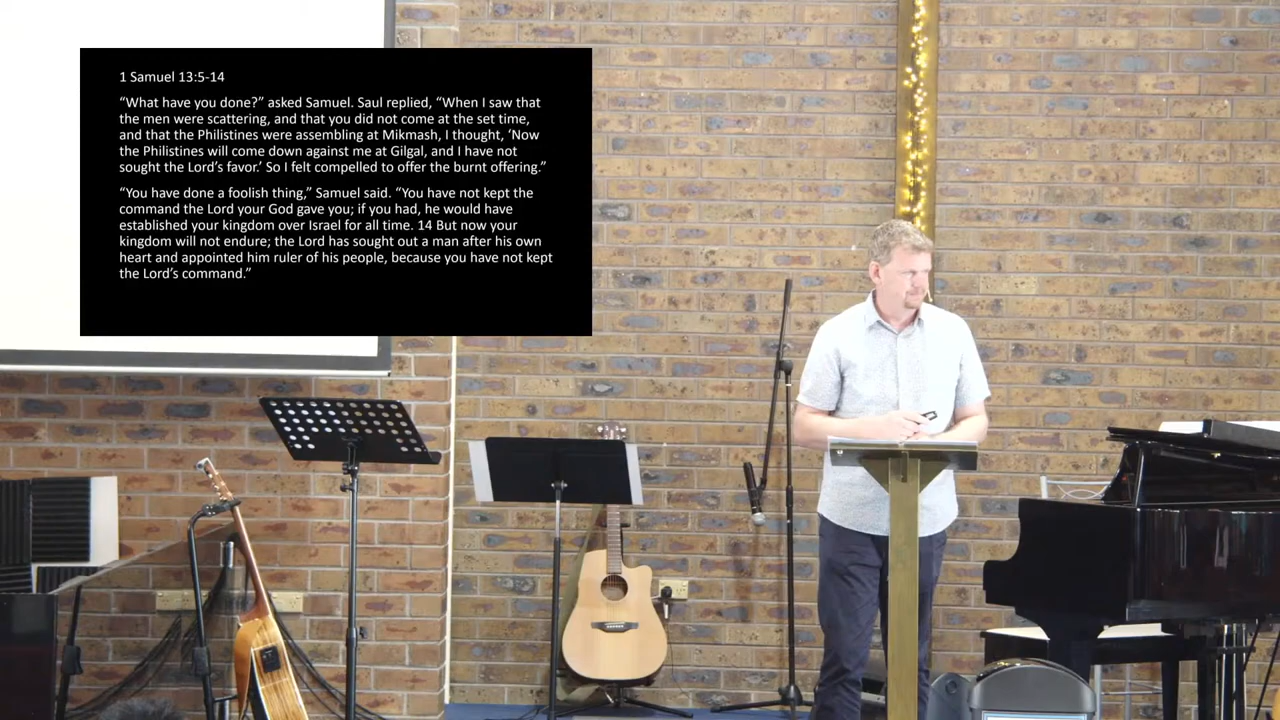 1 Samuel 13:5-14
“What have you done?” asked Samuel. Saul replied, “When I saw that
the men were scattering, and that you did not come at the set time,
and that the Philistines were assembling at Mikmash, I thought, ‘Now
the Philistines will come down against me at Gilgal, and I have not
sought the Lord’s favor.’ So I felt compelled to offer the burnt offering.”
“You have done a foolish thing,” Samuel said. “You have not kept the
command the Lord your God gave you; if you had, he would have
established your kingdom over Israel for all time. 14 But now your
kingdom will not endure; the Lord has sought out a man after his own
heart and appointed him ruler of his people, because you have not kept
the Lord’s command.”